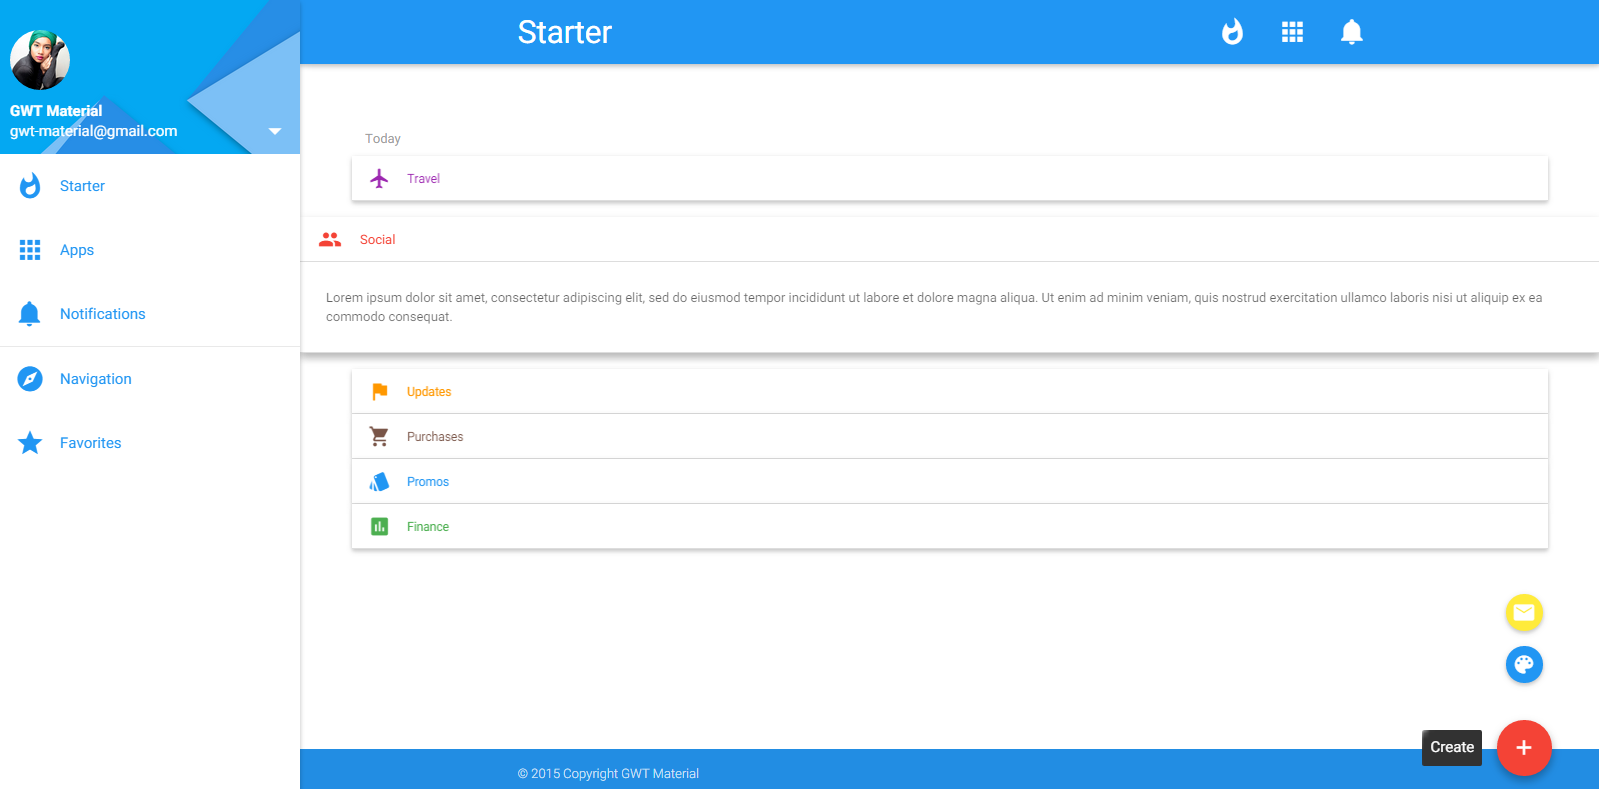 Starter
GWT Material
gwt-material@gmail.com
Starter
Apps
Notifications
Navigation
Favorites
Today
Travel
Social
Lorem ipsum dolor sit amet, consectetur adipiscing elit, sed do eiusmod tempor incididunt ut labore et dolore magna aliqua. Ut enim ad minim veniam, quis nostrud exercitation ullamco laboris nisi ut aliquip ex ea
commodo consequat.
Updates
Purchases
Promos
Finance
Create
© 2015 Copyright GWT Material